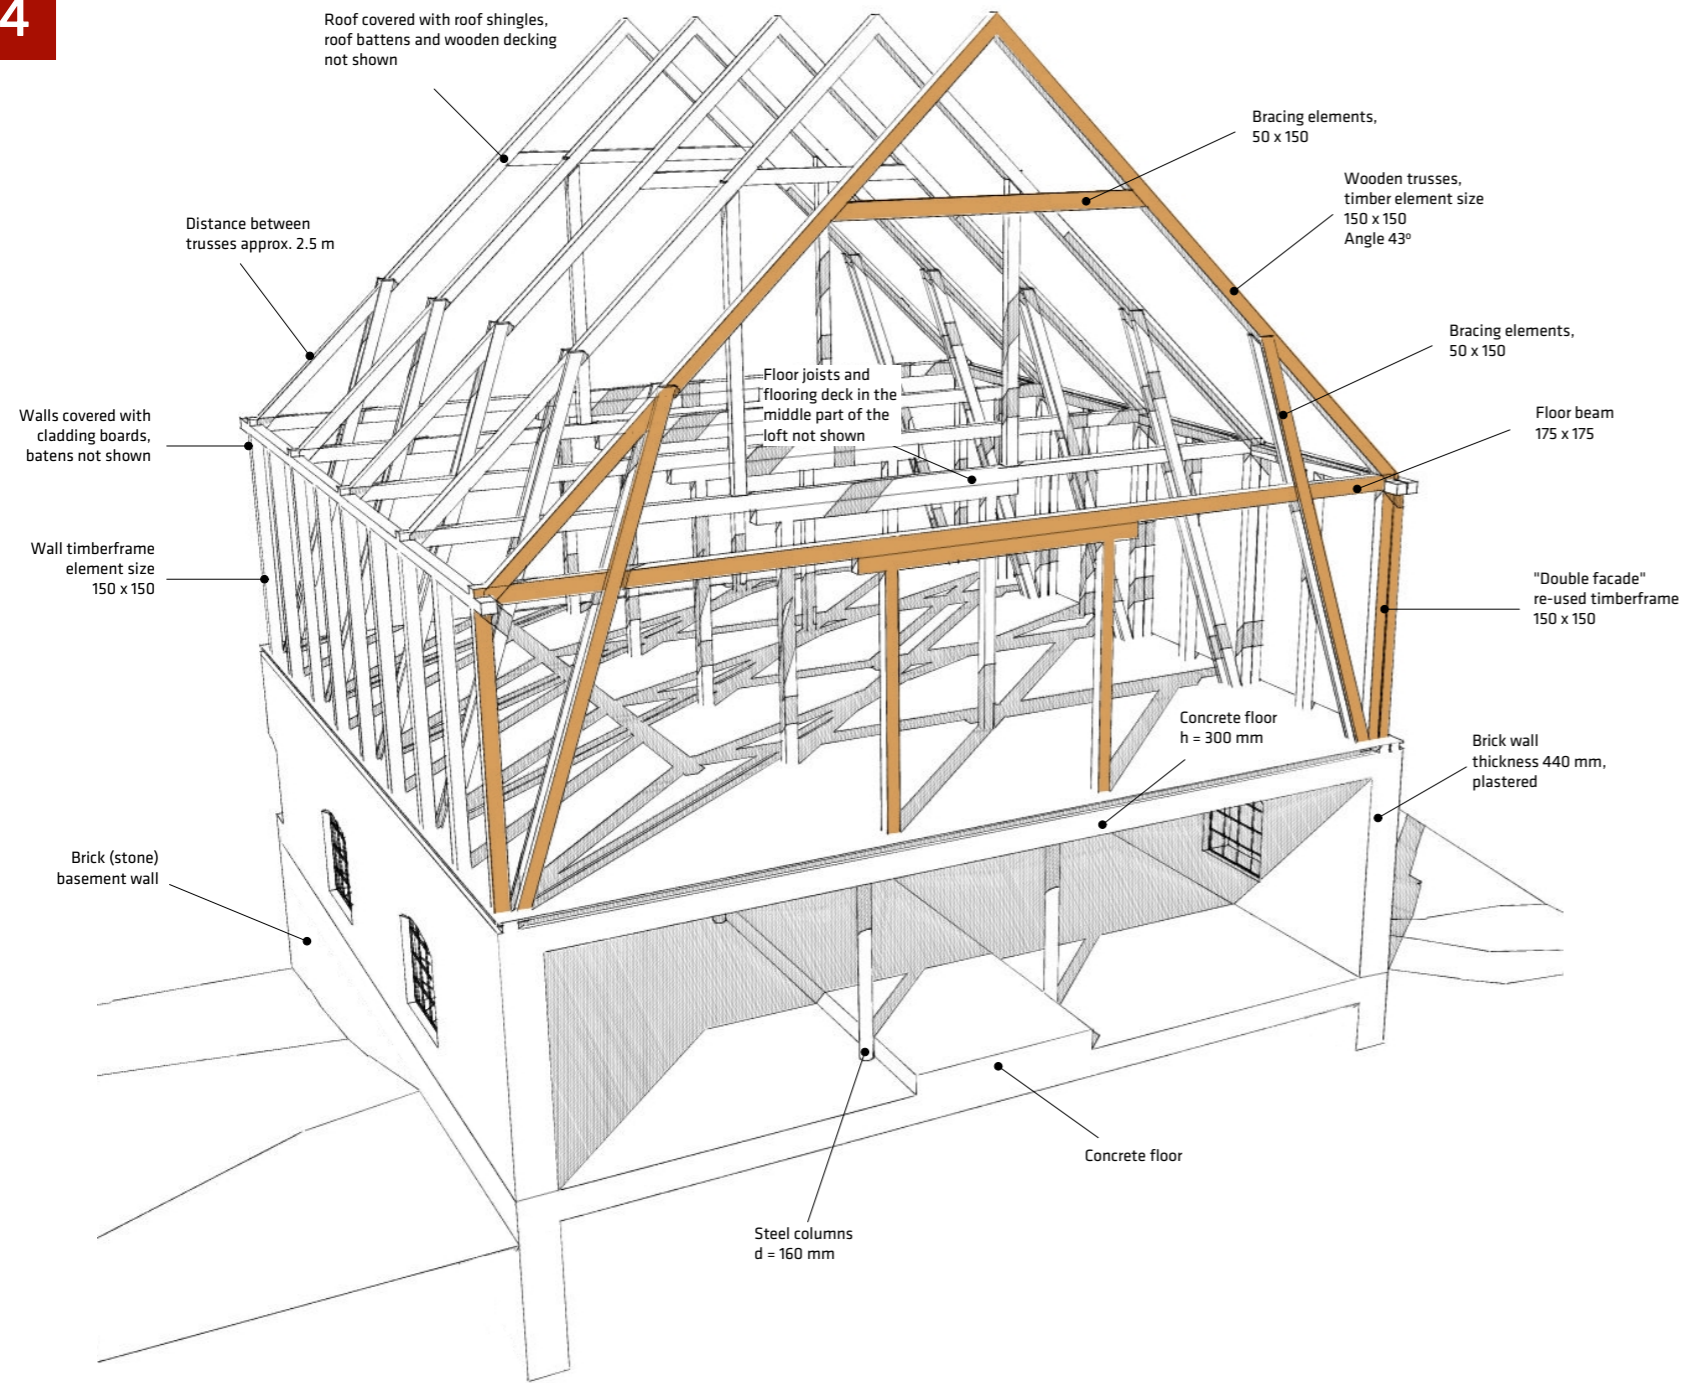 4
Roof covered with roof shingles,
roof battens and wooden decking
not shown
Bracing elements,
50 x 150
Wooden trusses,
timber element size
150 x 150
Angle 43º
Distance between
trusses approx. 2.5 m
Bracing elements,
50 x 150
Floor joists and
flooring deck in the
middle part of the
loft not shown
Walls covered with
cladding boards,
batens not shown
Floor beam
175 x 175
Wall timberframe
element size
150 x 150
"Double facade"
re-used timberframe
150 x 150
Concrete floor
h = 300 mm
Brick wall
thickness 440 mm,
plastered
Brick (stone)
basement wall
Concrete floor
Steel columns
d = 160 mm